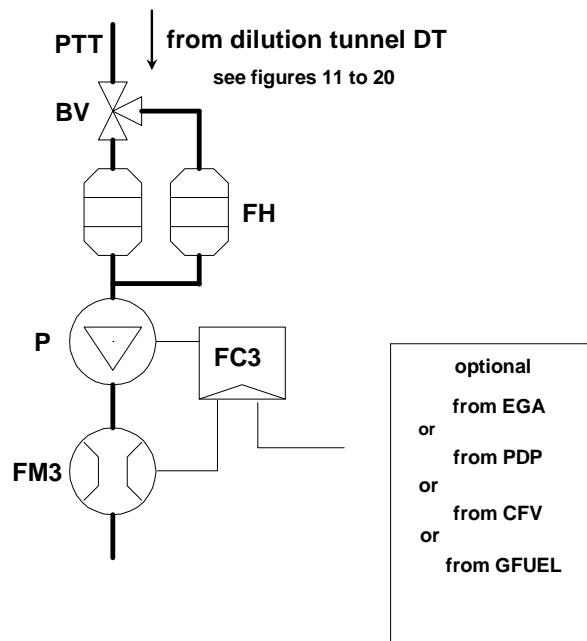 PTT
from dilution tunnel DT
see figures 11 to 20
BV
FH
P
FC3
FM3
optional
from EGA
or
from PDP
or
from CFV
or
from GFUEL